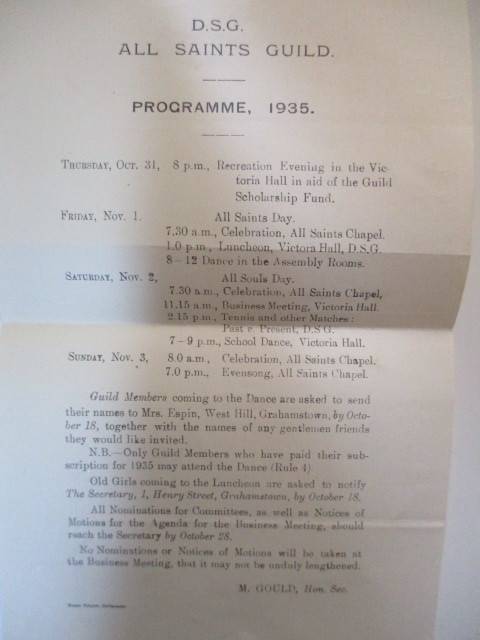 D.S.G.
ALL SAINTS GUILD.
PROGRAMME, 1935.
THURSDAY, OCT. 31, 8 p.m., Recreation Evening in the Vic-
toria Hall in aid of the Guild
Scholarship Fund.
FRIDAY, NOV. 1. All Saints Day.
7.30 a.m., Celebration, All Saints Chapel.
1.0 p.m., Luncheon, Victora Hall, D.S.G.
8—12 Dance in the Assembly Rooms.
SATURDAY, NOV. 2, All Souls Day.
7.30 a.m., Celebration, All Saints Chapel,
11.15 a.m., Business Meeting, Victoria Hall.
2.15 p.m., Tennis and other Matches:
Past v. Present, D.S.G.
7—9 p.m., School Dance, Victoria Hall.
SUNDAY, NOV. 3, 8.0 a.m., Celebration, All Saints Chapel.
7.0 p.m., Evensong, All Saints Chapel.
Guild Members coming to the Dance are asked to send
their names to Mrs. Espin, West Hill, Grahamstown, by Octo-
ber 18, together with the names of any gentlemen friends
they would like invited.
N.B.—Only Guild Members who have paid their sub-
scription for 1935 may attend the Dance (Rule 4)
Old Girls coming to the Luncheon are asked to notify
The Secretary, 1, Henry Street, Grahamstown, by October 18.
All Nominations for Committees, as well as Notices of
Motions for the Agenda for the Business Meeting, should
reach the Secretary by October 28.
No Nominations or Notices of Motions will be taken at
the Business Meeting, that it may not be unduly lengthened.
M. GOULD, Hon. Sec.